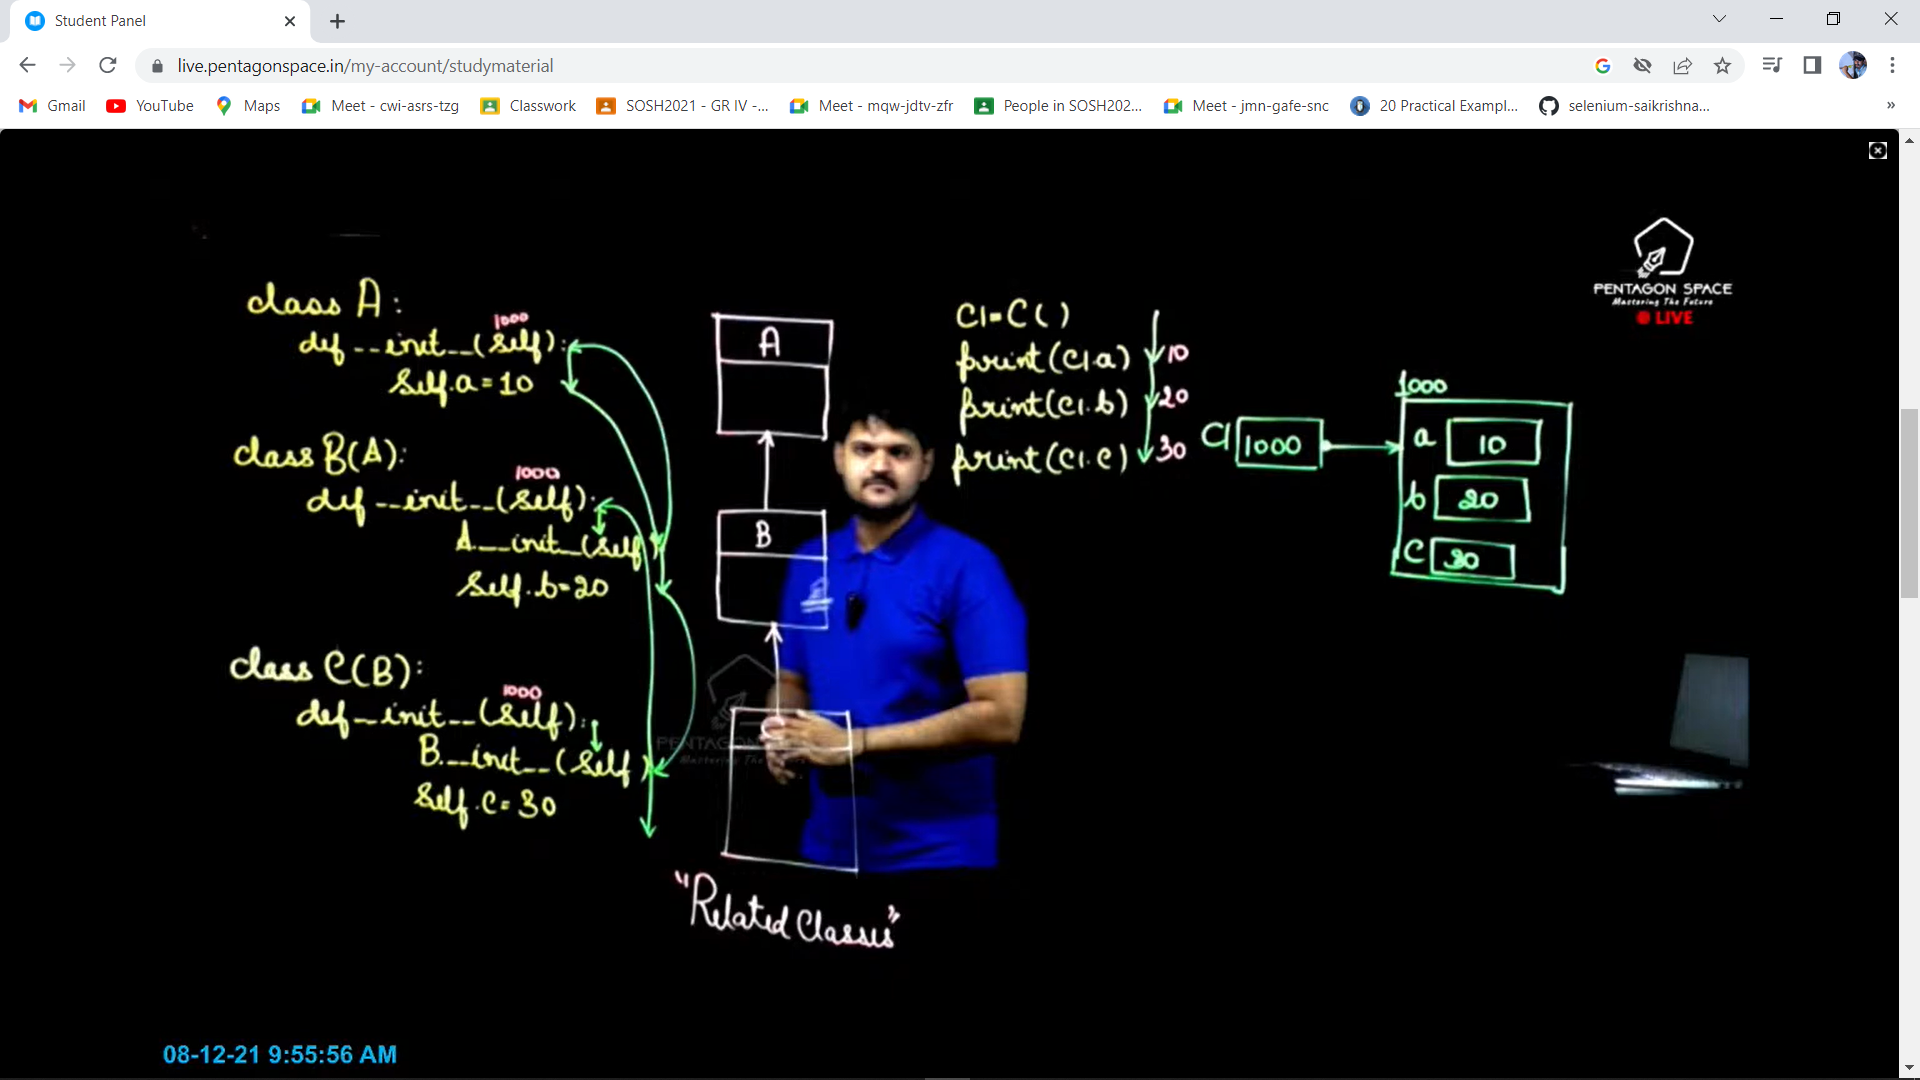 Student Panel
live.pentagonspace.in/my-account/studymaterial
Gmail
YouTube
Maps
Meet - cwi-asrs-tzg
Classwork
SOSH2021 - GR IV -...
Meet - mqw-jdtv-zfr
People in SOSH202...
Meet - jmn-gafe-snc
20 Practical Exampl...
selenium-saikrishna...
»
PENTAGON SPACE
Mastering The Future
LIVE
class A:
1000
def __init__(Self):
Self.a = 10
class B(A):
1000
def __init__(Self):
A.__init__(Self)
Self.b=20
class C(B):
1000
def __init__(Self):
B.__init__(Self)
Self.c=30
A
B
C
"Related Classes"
C1=C()
print(C1.a) 10
print(C1.b) 20
print(C1.c) 30
C1 1000
1000
a 10
b 20
c 30
PENTAGON
Mastering The
08-12-21 9:55:56 AM